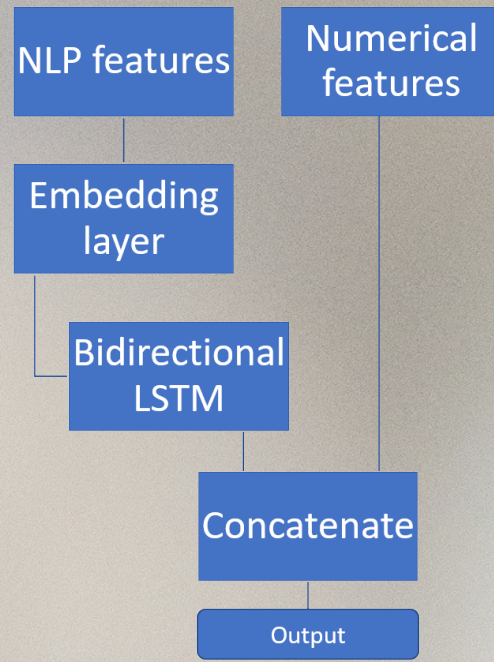 NLP features
Numerical
features
Embedding
layer
Bidirectional
LSTM
Concatenate
Output